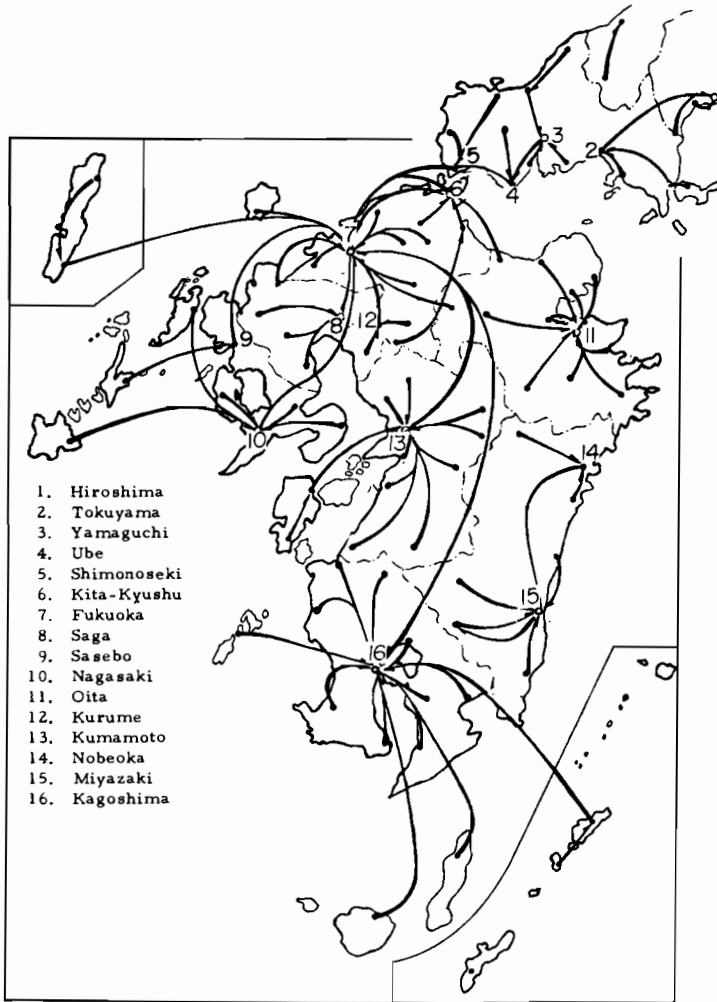 3
2
5
4
6
11
8
12
9
13
10
14
1. Hiroshima
2. Tokuyama
3. Yamaguchi
4. Ube
5. Shimonoseki
6. Kita-Kyushu
7. Fukuoka
8. Saga
9. Sasebo
10. Nagasaki
11. Oita
12. Kurume
13. Kumamoto
14. Nobeoka
15. Miyazaki
16. Kagoshima
15
16